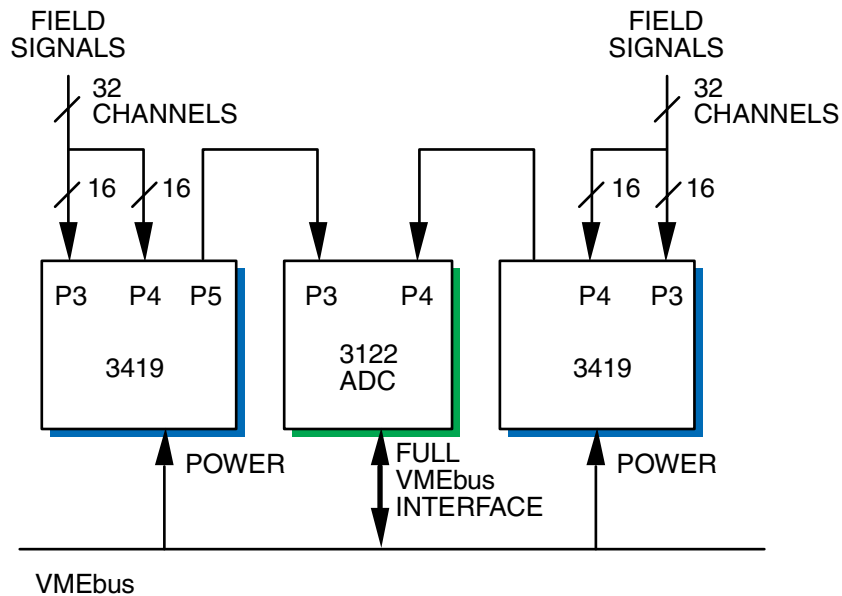 FIELD
SIGNALS
32
CHANNELS
16
16
FIELD
SIGNALS
32
CHANNELS
16
16
P3
P4
P5
3419
P3
P4
3122
ADC
P4
P3
3419
POWER
FULL
VMEbus
INTERFACE
POWER
VMEbus